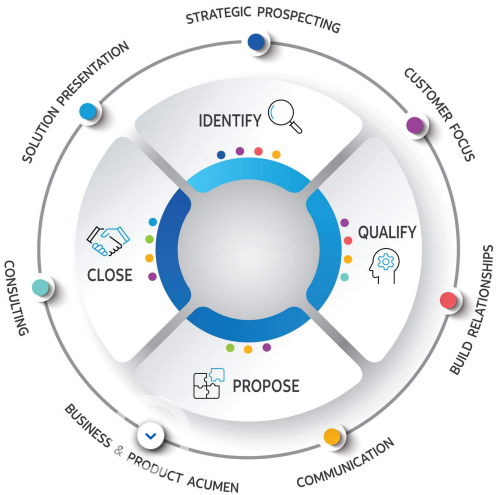 STRATEGIC PROSPECTING
CUSTOMER FOCUS
BUILD RELATIONSHIPS
COMMUNICATION
BUSINESS & PRODUCT ACUMEN
CONSULTING
SOLUTION PRESENTATION
IDENTIFY
QUALIFY
PROPOSE
CLOSE